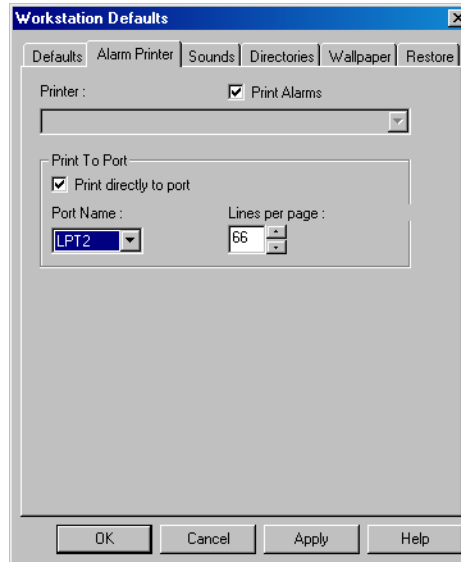 Workstation Defaults
Defaults Alarm Printer Sounds Directories Wallpaper Restore
Printer : Print Alarms
Print To Port
Print directly to port
Port Name : Lines per page :
LPT2 66
OK Cancel Apply Help